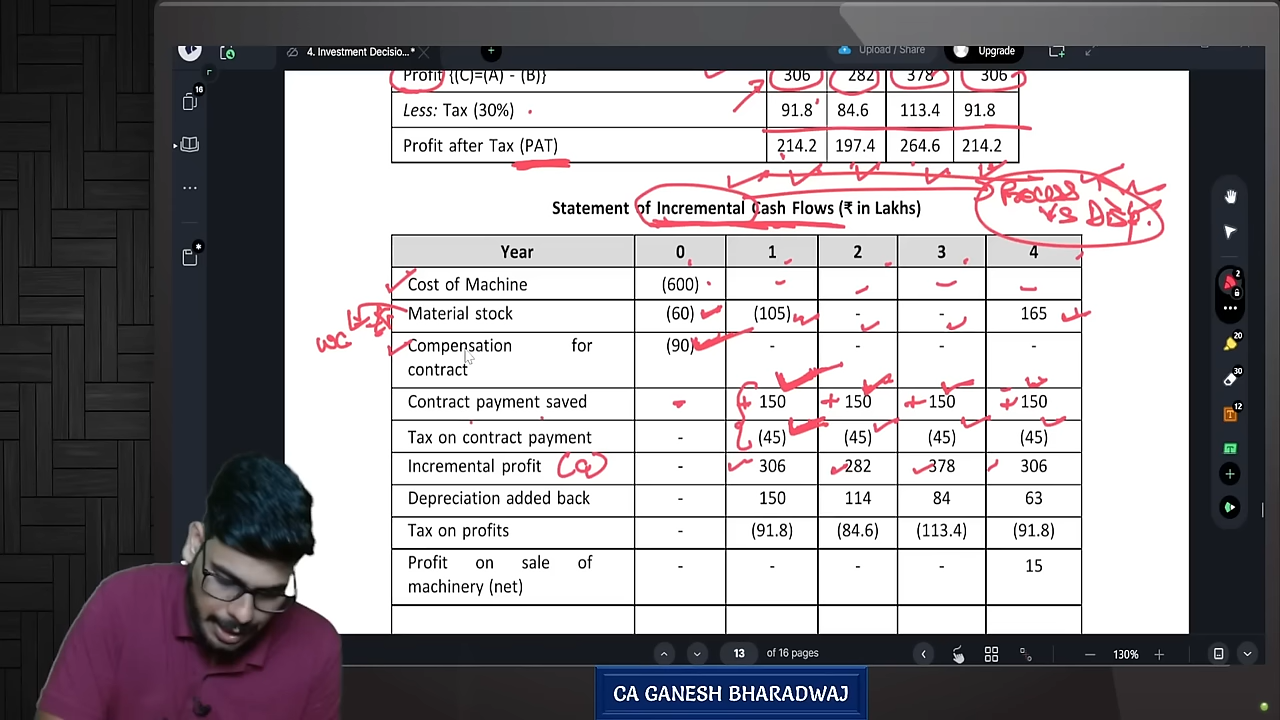 4. Investment Decisio...*
Upload / Share
Upgrade
Profit {(C)=(A) - (B)} 306 282 378 306
Less: Tax (30%) 91.8 84.6 113.4 91.8
Profit after Tax (PAT) 214.2 197.4 264.6 214.2
Process
vs Disp.
Statement of Incremental Cash Flows (₹ in Lakhs)
Year 0 1 2 3 4
Cost of Machine (600) - - - -
WC
Material stock (60) (105) - - 165
Compensation for
contract (90) - - - -
Contract payment saved - +150 +150 +150 +150
Tax on contract payment - (45) (45) (45) (45)
Incremental profit (a) - 306 282 378 306
Depreciation added back - 150 114 84 63
Tax on profits - (91.8) (84.6) (113.4) (91.8)
Profit on sale of
machinery (net) - - - - 15
16
2
20
30
12
13 of 16 pages
130%
CA GANESH BHARADWAJ